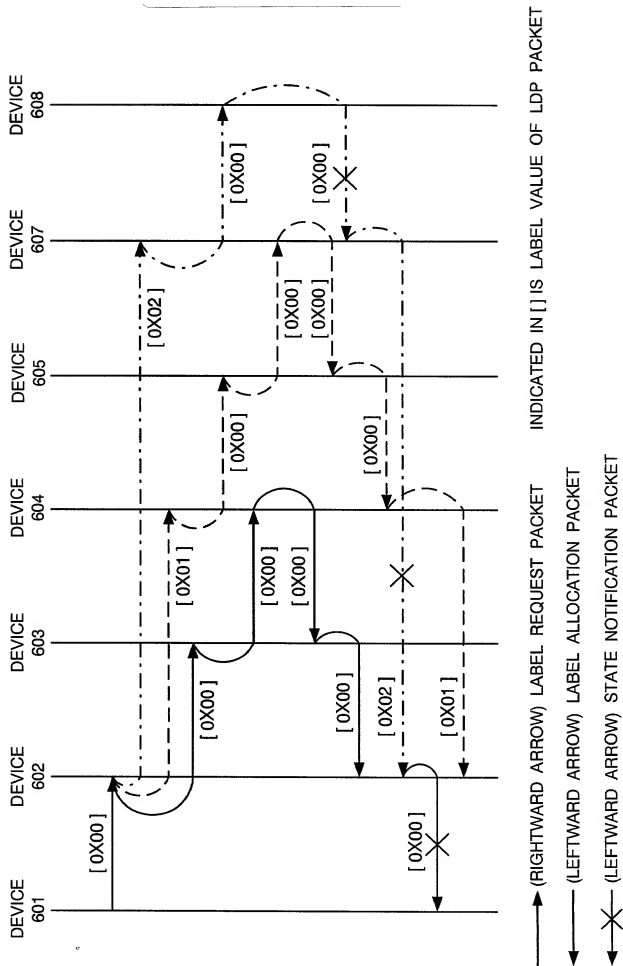 DEVICE 601
DEVICE 602
DEVICE 603
DEVICE 604
DEVICE 605
DEVICE 607
DEVICE 608
[ 0X00 ]
[ 0X02 ]
[ 0X01 ]
[ 0X00 ]
[ 0X00 ]
[ 0X00 ]
[ 0X00 ]
[ 0X00 ]
[ 0X00 ]
[ 0X00 ]
[ 0X00 ]
[ 0X00 ]
[ 0X00 ]
[ 0X00 ]
[ 0X02 ]
[ 0X00 ]
[ 0X01 ]
(RIGHTWARD ARROW) LABEL REQUEST PACKET
INDICATED IN [ ] IS LABEL VALUE OF LDP PACKET
(LEFTWARD ARROW) LABEL ALLOCATION PACKET
(LEFTWARD ARROW) STATE NOTIFICATION PACKET